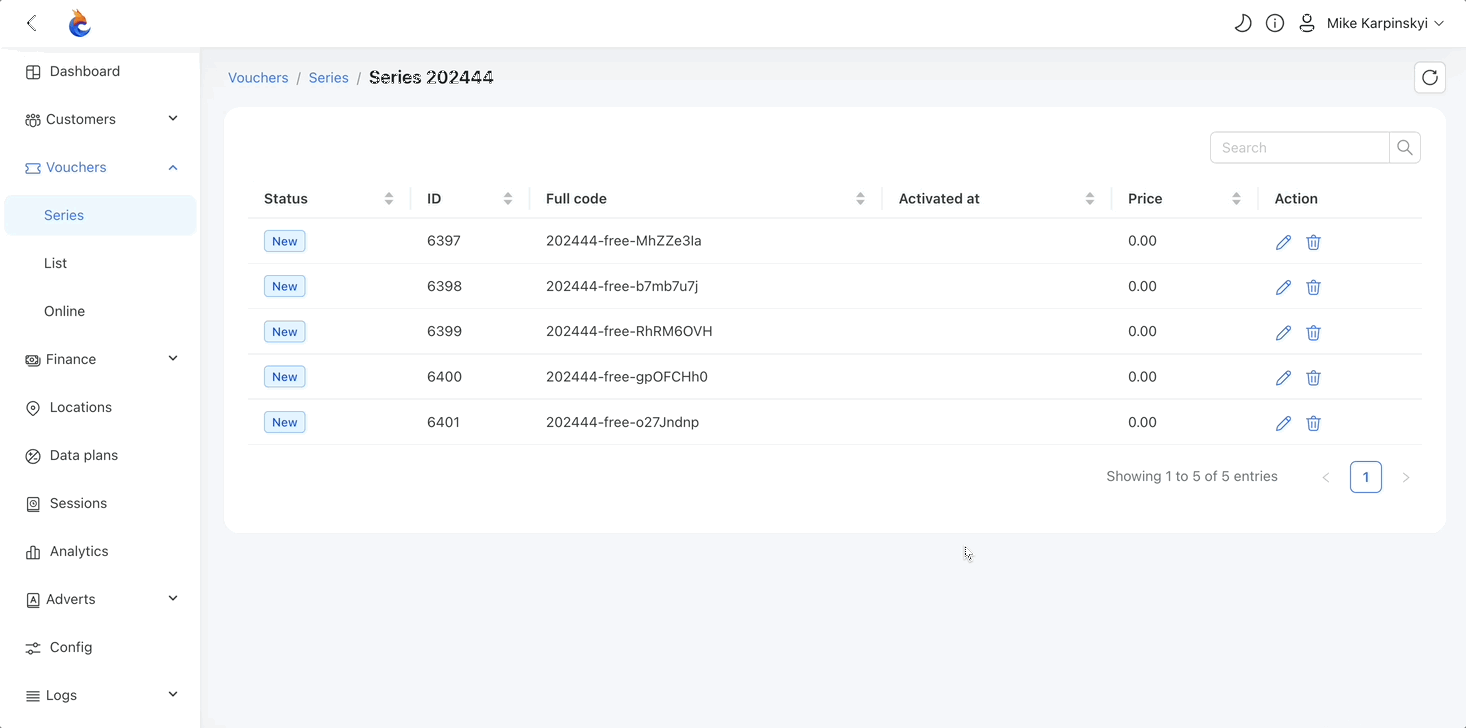 Mike Karpinskyi
Dashboard
Customers
Vouchers
Series
List
Online
Finance
Locations
Data plans
Sessions
Analytics
Adverts
Config
Logs
Vouchers / Series / Series 202444
Search
Status ID Full code Activated at Price Action
New 6397 202444-free-MhZZe3la 0.00
New 6398 202444-free-b7mb7u7j 0.00
New 6399 202444-free-RhRM6OVH 0.00
New 6400 202444-free-gpOFCHh0 0.00
New 6401 202444-free-o27Jndnp 0.00
Showing 1 to 5 of 5 entries
1